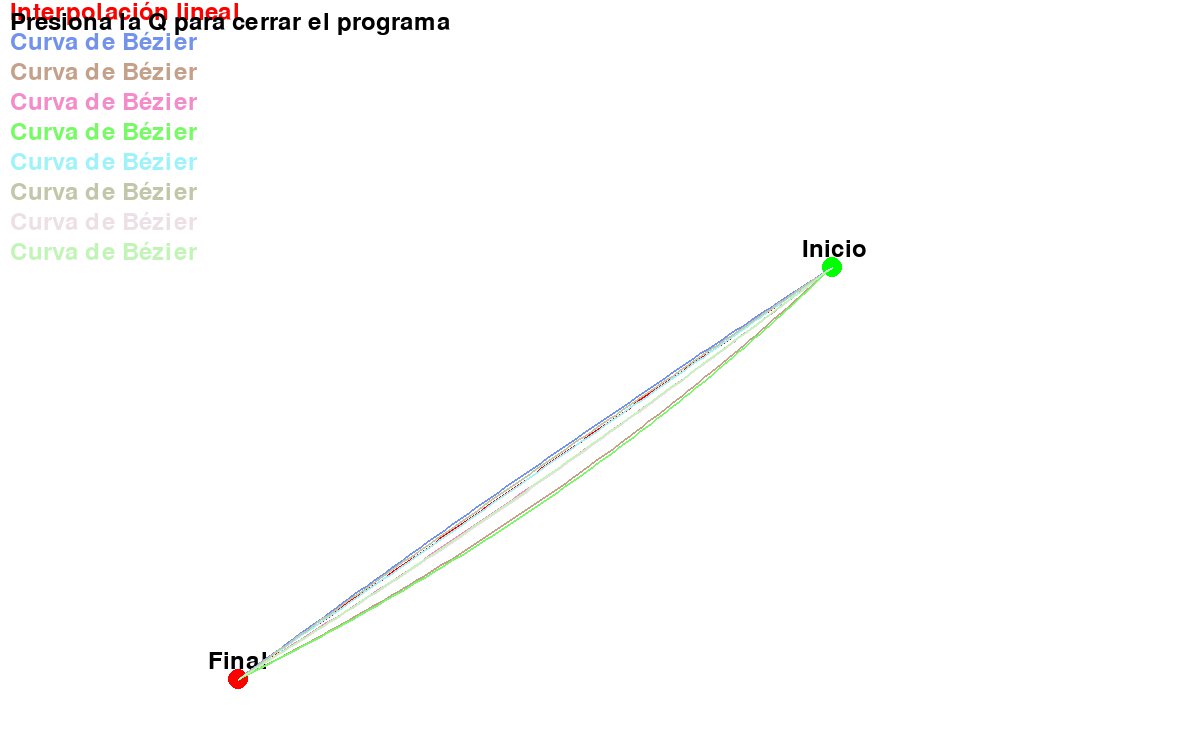 Interpolación lineal
Presiona la Q para cerrar el programa
Curva de Bézier
Curva de Bézier
Curva de Bézier
Curva de Bézier
Curva de Bézier
Curva de Bézier
Curva de Bézier
Curva de Bézier
Inicio
Final